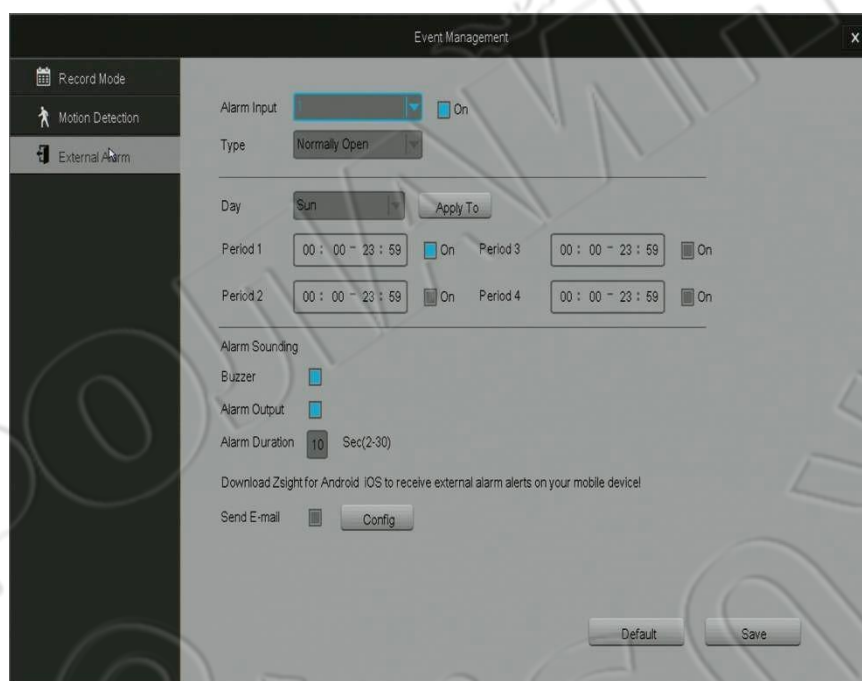 Event Management
X
Record Mode
Motion Detection
External Alarm
Alarm Input
On
Type Normally Open
Day Sun Apply To
Period 1 00 : 00 - 23 : 59 On Period 3 00 : 00 - 23 : 59 On
Period 2 00 : 00 - 23 : 59 On Period 4 00 : 00 - 23 : 59 On
Alarm Sounding
Buzzer
Alarm Output
Alarm Duration 10 Sec(2-30)
Download Zsight for Android iOS to receive external alarm alerts on your mobile device!
Send E-mail Config
Default Save